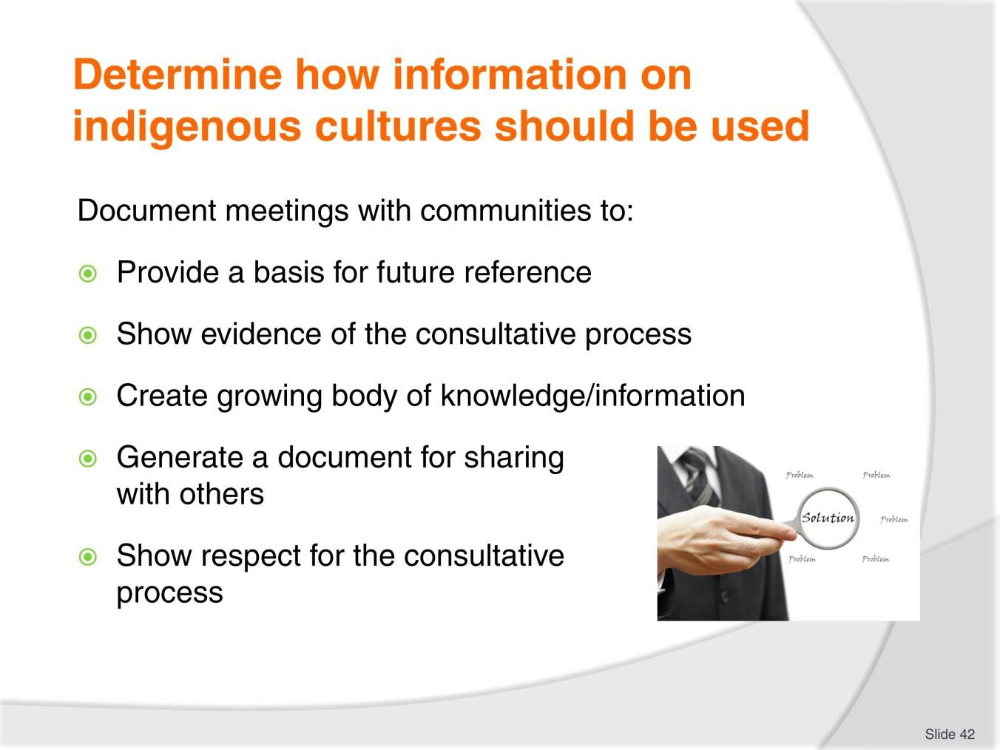 Determine how information on
indigenous cultures should be used
Document meetings with communities to:
Provide a basis for future reference
Show evidence of the consultative process
Create growing body of knowledge/information
Generate a document for sharing
with others
Show respect for the consultative
process
Problem Problem
Solution Problem
Problem Problem
Slide 42